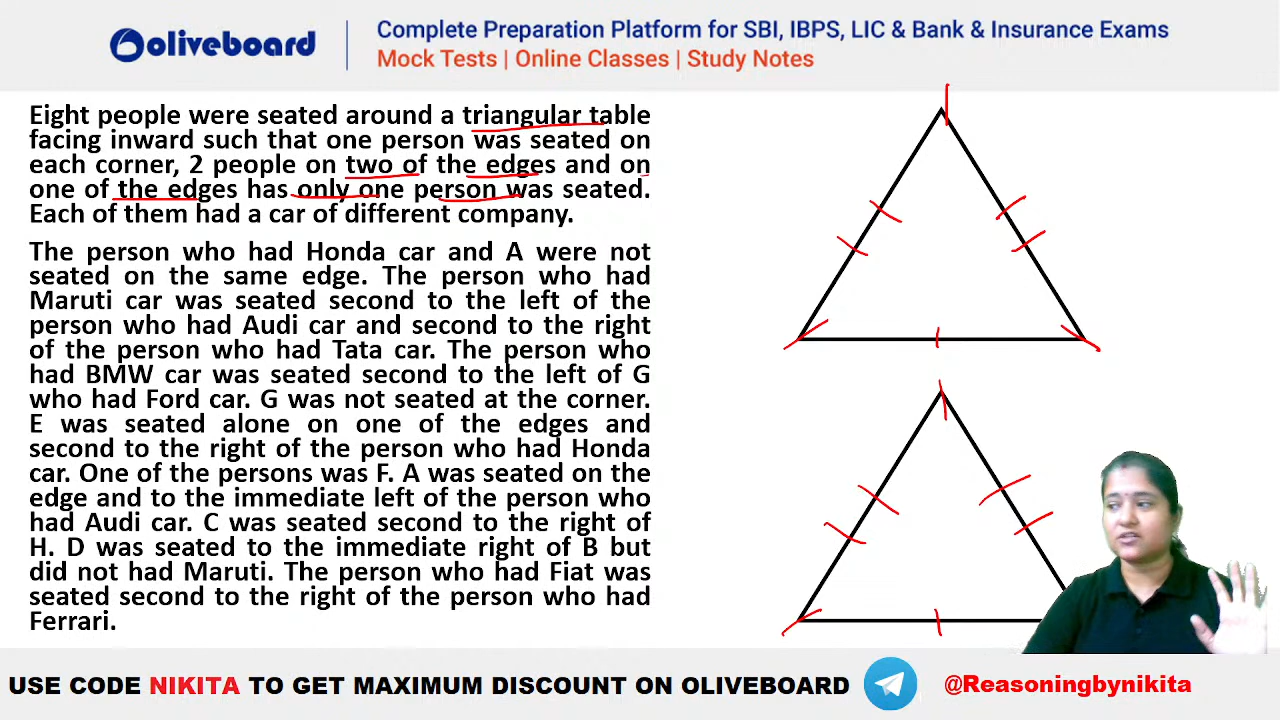 oliveboard
Complete Preparation Platform for SBI, IBPS, LIC & Bank & Insurance Exams
Mock Tests | Online Classes | Study Notes
Eight people were seated around a triangular table
facing inward such that one person was seated on
each corner, 2 people on two of the edges and on
one of the edges has only one person was seated.
Each of them had a car of different company.
The person who had Honda car and A were not
seated on the same edge. The person who had
Maruti car was seated second to the left of the
person who had Audi car and second to the right
of the person who had Tata car. The person who
had BMW car was seated second to the left of G
who had Ford car. G was not seated at the corner.
E was seated alone on one of the edges and
second to the right of the person who had Honda
car. One of the persons was F. A was seated on the
edge and to the immediate left of the person who
had Audi car. C was seated second to the right of
H. D was seated to the immediate right of B but
did not had Maruti. The person who had Fiat was
seated second to the right of the person who had
Ferrari.
USE CODE NIKITA TO GET MAXIMUM DISCOUNT ON OLIVEBOARD
@Reasoningbynikita